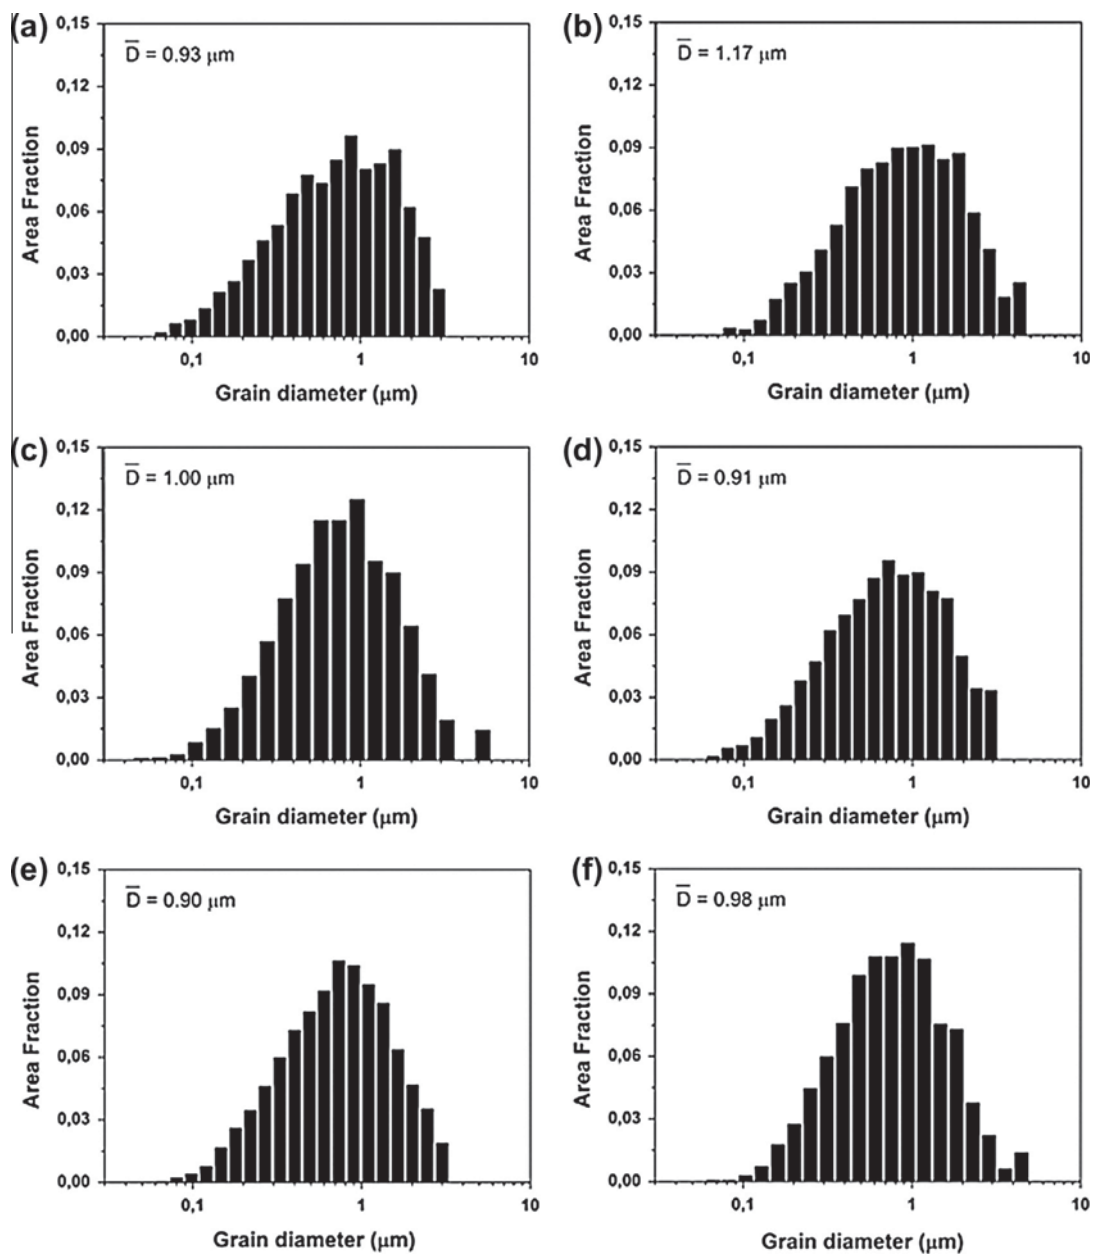 (a)
0,15
0,12
0,09
0,06
0,03
0,00
Area Fraction
D̅ = 0.93 μm
0,1 1 10
Grain diameter (μm)
(b)
0,15
0,12
0,09
0,06
0,03
0,00
Area Fraction
D̅ = 1.17 μm
0,1 1 10
Grain diameter (μm)
(c)
0,15
0,12
0,09
0,06
0,03
0,00
Area Fraction
D̅ = 1.00 μm
0,1 1 10
Grain diameter (μm)
(d)
0,15
0,12
0,09
0,06
0,03
0,00
Area Fraction
D̅ = 0.91 μm
0,1 1 10
Grain diameter (μm)
(e)
0,15
0,12
0,09
0,06
0,03
0,00
Area Fraction
D̅ = 0.90 μm
0,1 1 10
Grain diameter (μm)
(f)
0,15
0,12
0,09
0,06
0,03
0,00
Area Fraction
D̅ = 0.98 μm
0,1 1 10
Grain diameter (μm)